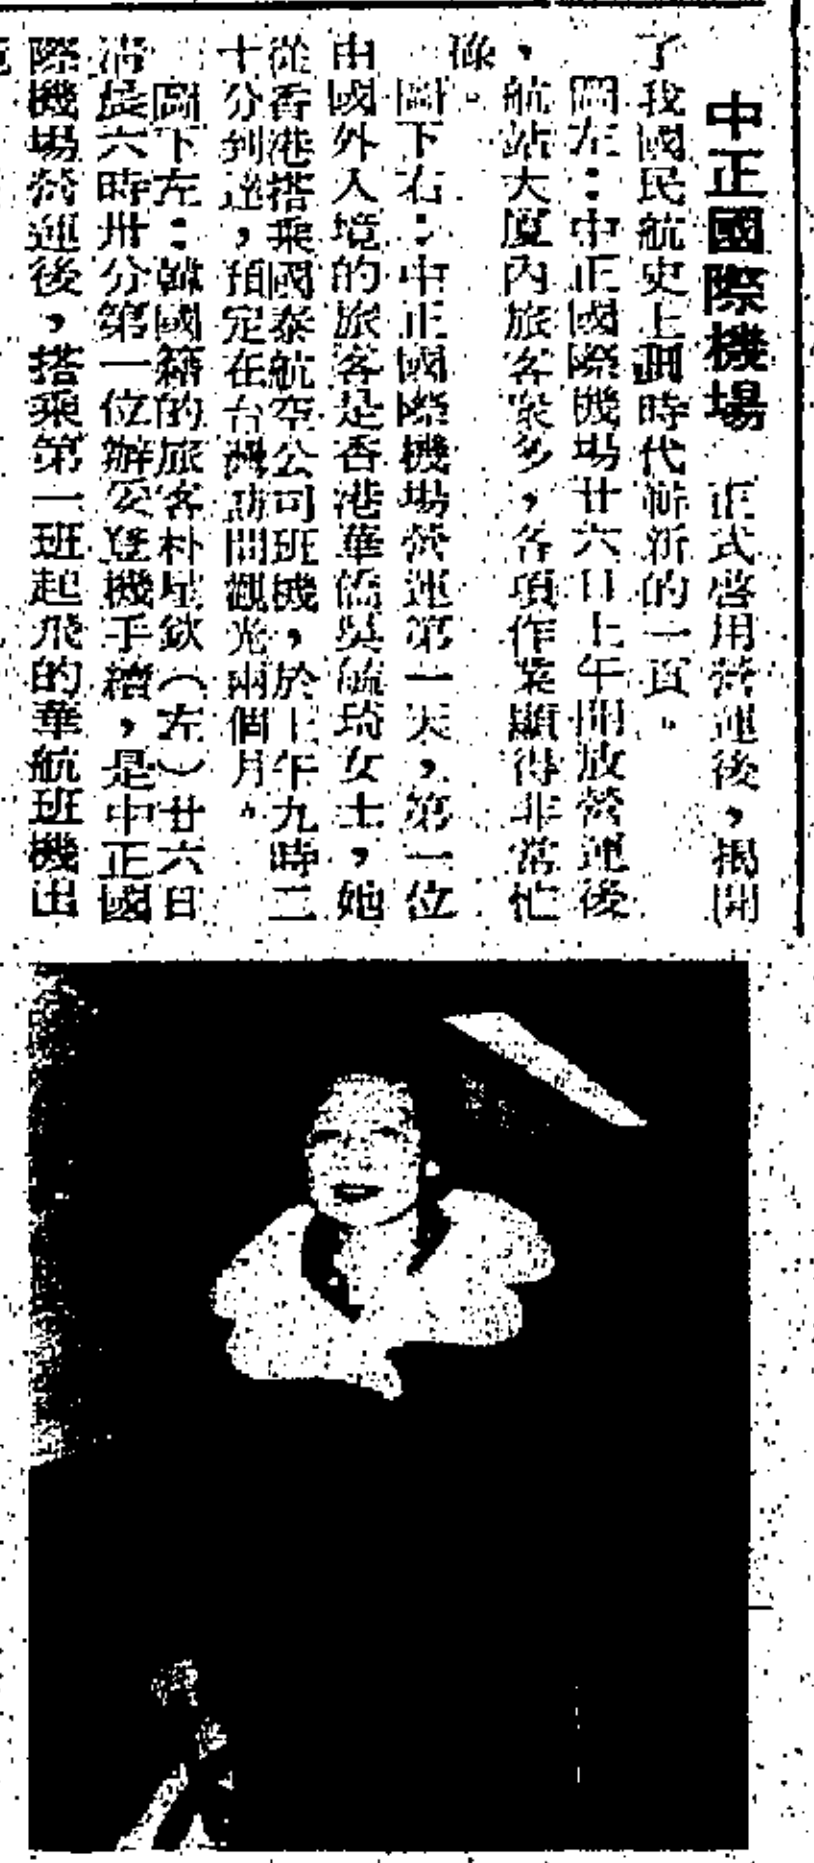 中正國際機場 正式啓用營運後，揭開
了我國民航史上劃時代嶄新的一頁。
圖左：中正國際機場廿六日上午開放營運後
，航站大廈內旅客眾多，各項作業顯得非常忙
碌。
圖下右：中正國際機場營運第一天，第一位
由國外入境的旅客是香港華僑吳毓琦女士，她
從香港搭乘國泰航空公司班機，於上午九時二
十分到達，預定在台灣訪問觀光兩個月。
圖下左：韓國籍的旅客朴星欽（左）廿六日
清晨六時卅分第一位辦妥登機手續，是中正國
際機場營運後，搭乘第一班起飛的華航班機出